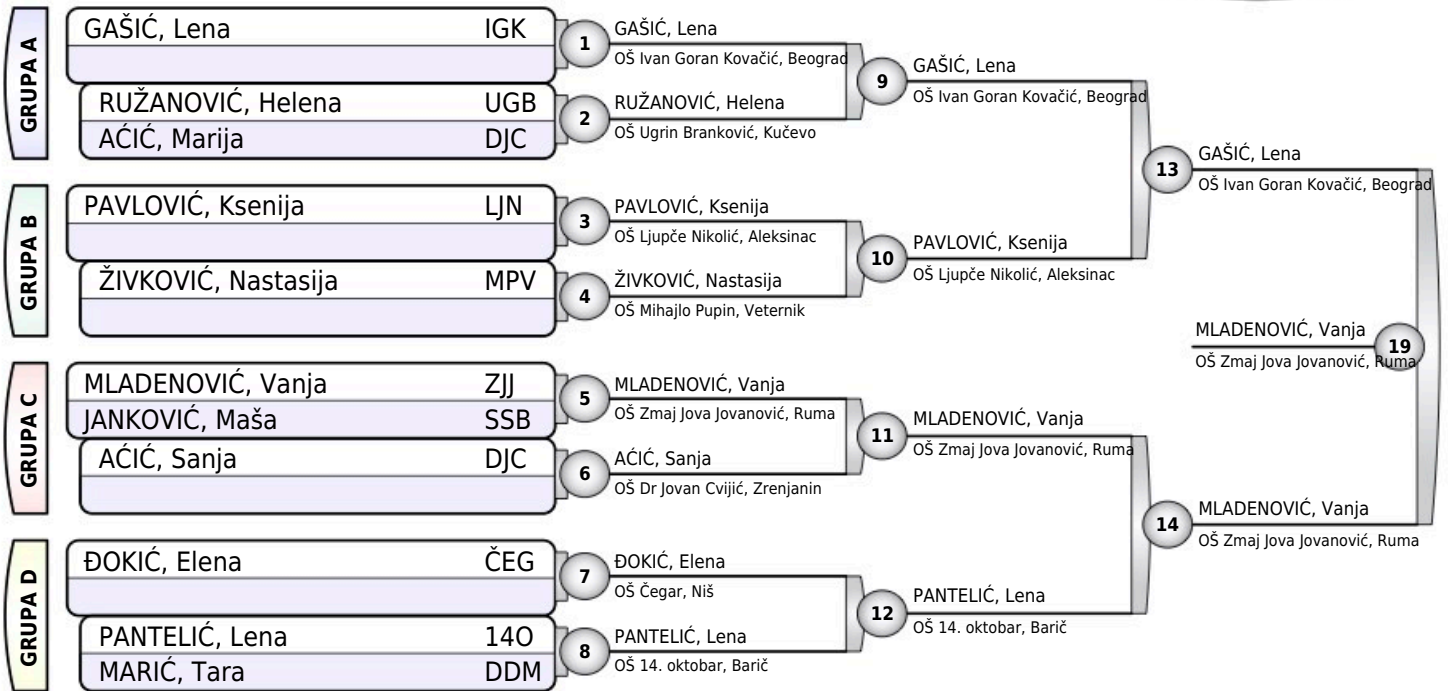 GRUPA A
GAŠIĆ, Lena IGK
RUŽANOVIĆ, Helena UGB
AĆIĆ, Marija DJC
GRUPA B
PAVLOVIĆ, Ksenija LJN
ŽIVKOVIĆ, Nastasija MPV
GRUPA C
MLADENOVIĆ, Vanja ZJJ
JANKOVIĆ, Maša SSB
AĆIĆ, Sanja DJC
GRUPA D
ĐOKIĆ, Elena ČEG
PANTELIĆ, Lena 14O
MARIĆ, Tara DDM
1
GAŠIĆ, Lena
OŠ Ivan Goran Kovačić, Beograd
2
RUŽANOVIĆ, Helena
OŠ Ugrin Branković, Kučevo
3
PAVLOVIĆ, Ksenija
OŠ Ljupče Nikolić, Aleksinac
4
ŽIVKOVIĆ, Nastasija
OŠ Mihajlo Pupin, Veternik
5
MLADENOVIĆ, Vanja
OŠ Zmaj Jova Jovanović, Ruma
6
AĆIĆ, Sanja
OŠ Dr Jovan Cvijić, Zrenjanin
7
ĐOKIĆ, Elena
OŠ Čegar, Niš
8
PANTELIĆ, Lena
OŠ 14. oktobar, Barič
9
GAŠIĆ, Lena
OŠ Ivan Goran Kovačić, Beograd
10
PAVLOVIĆ, Ksenija
OŠ Ljupče Nikolić, Aleksinac
11
MLADENOVIĆ, Vanja
OŠ Zmaj Jova Jovanović, Ruma
12
PANTELIĆ, Lena
OŠ 14. oktobar, Barič
13
GAŠIĆ, Lena
OŠ Ivan Goran Kovačić, Beograd
14
MLADENOVIĆ, Vanja
OŠ Zmaj Jova Jovanović, Ruma
MLADENOVIĆ, Vanja
19
OŠ Zmaj Jova Jovanović, Ruma